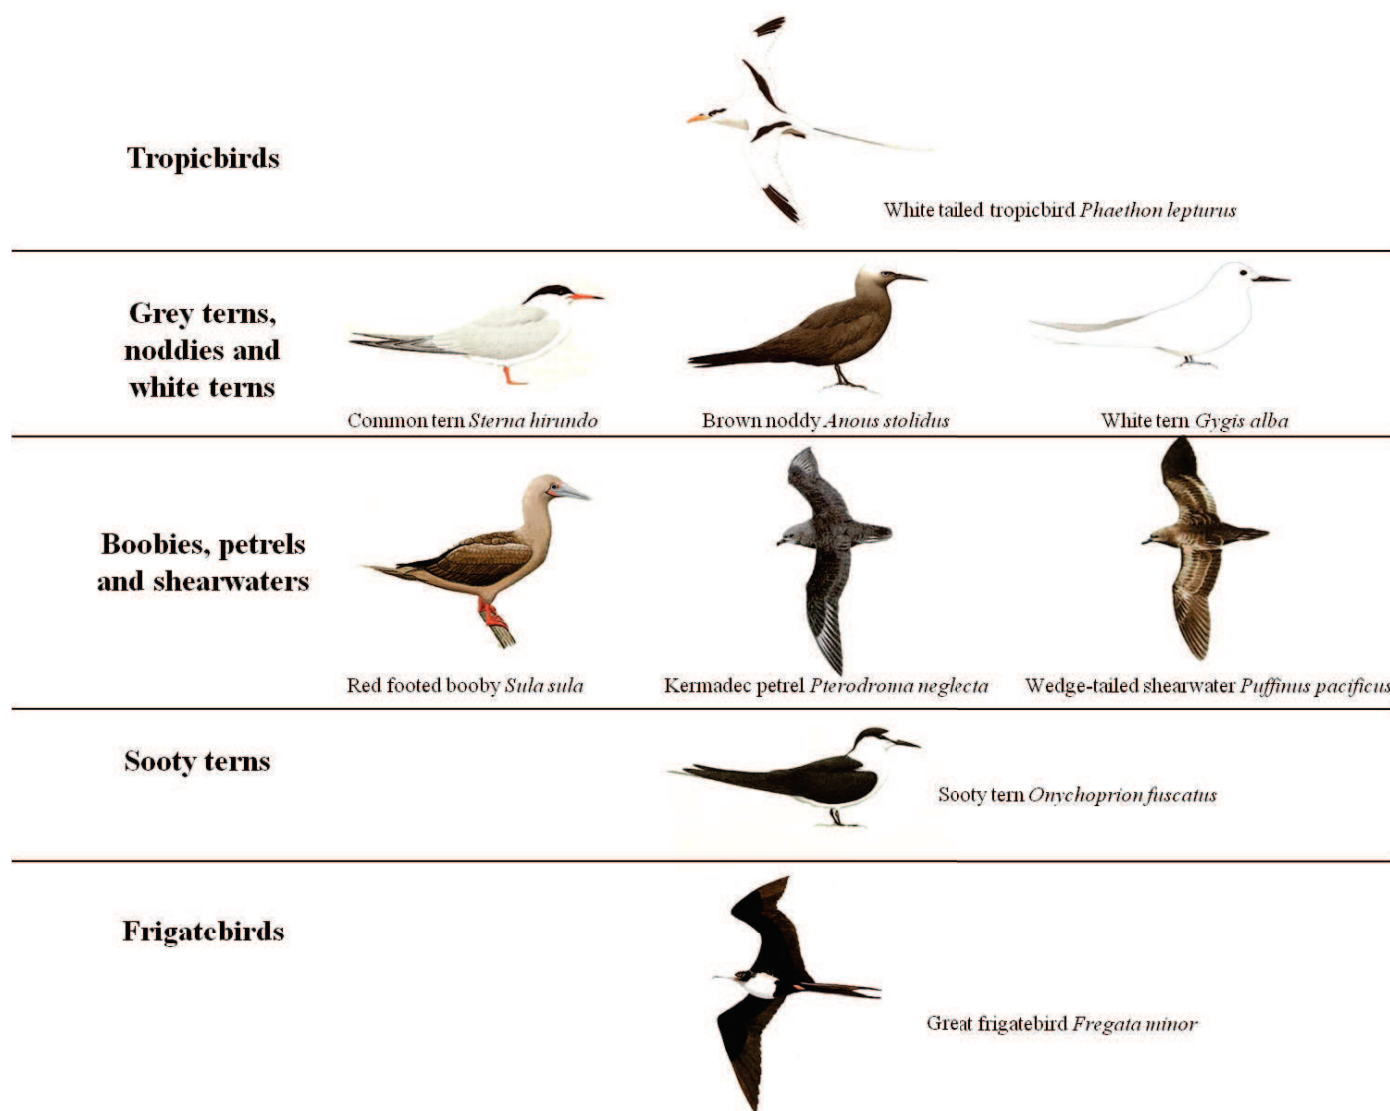 Tropicbirds
White tailed tropicbird Phaethon lepturus
Grey terns,
noddies and
white terns
Common tern Sterna hirundo
Brown noddy Anous stolidus
White tern Gygis alba
Boobies, petrels
and shearwaters
Red footed booby Sula sula
Kermadec petrel Pterodroma neglecta
Wedge-tailed shearwater Puffinus pacificus
Sooty terns
Sooty tern Onychoprion fuscatus
Frigatebirds
Great frigatebird Fregata minor